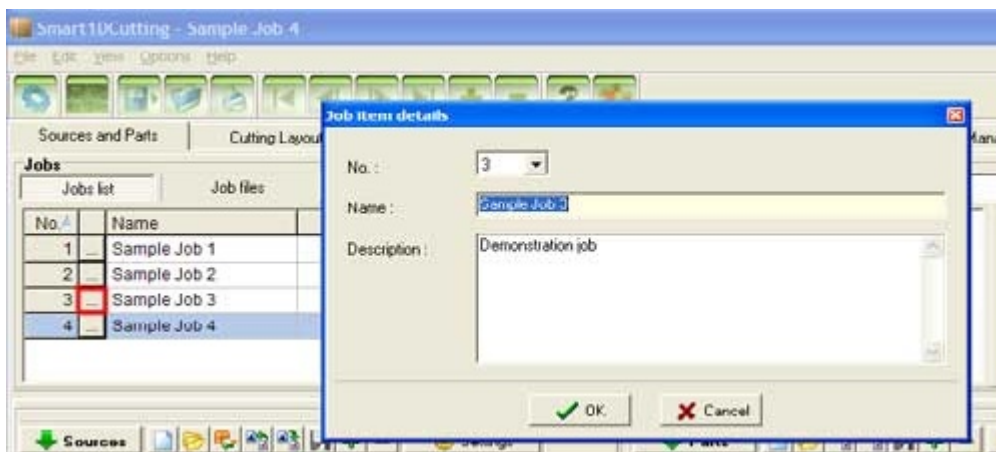 Smart1DCutting - Sample Job 4
File Edit View Options Help
Sources and Parts
Cutting Layout
Jobs
Jobs list
Job files
No.
Name
1 ... Sample Job 1
2 ... Sample Job 2
3 ... Sample Job 3
4 ... Sample Job 4
Job item details
No. :
3
Name :
Sample Job 3
Description :
Demonstration job
OK
Cancel
Sources
Settings
Parts